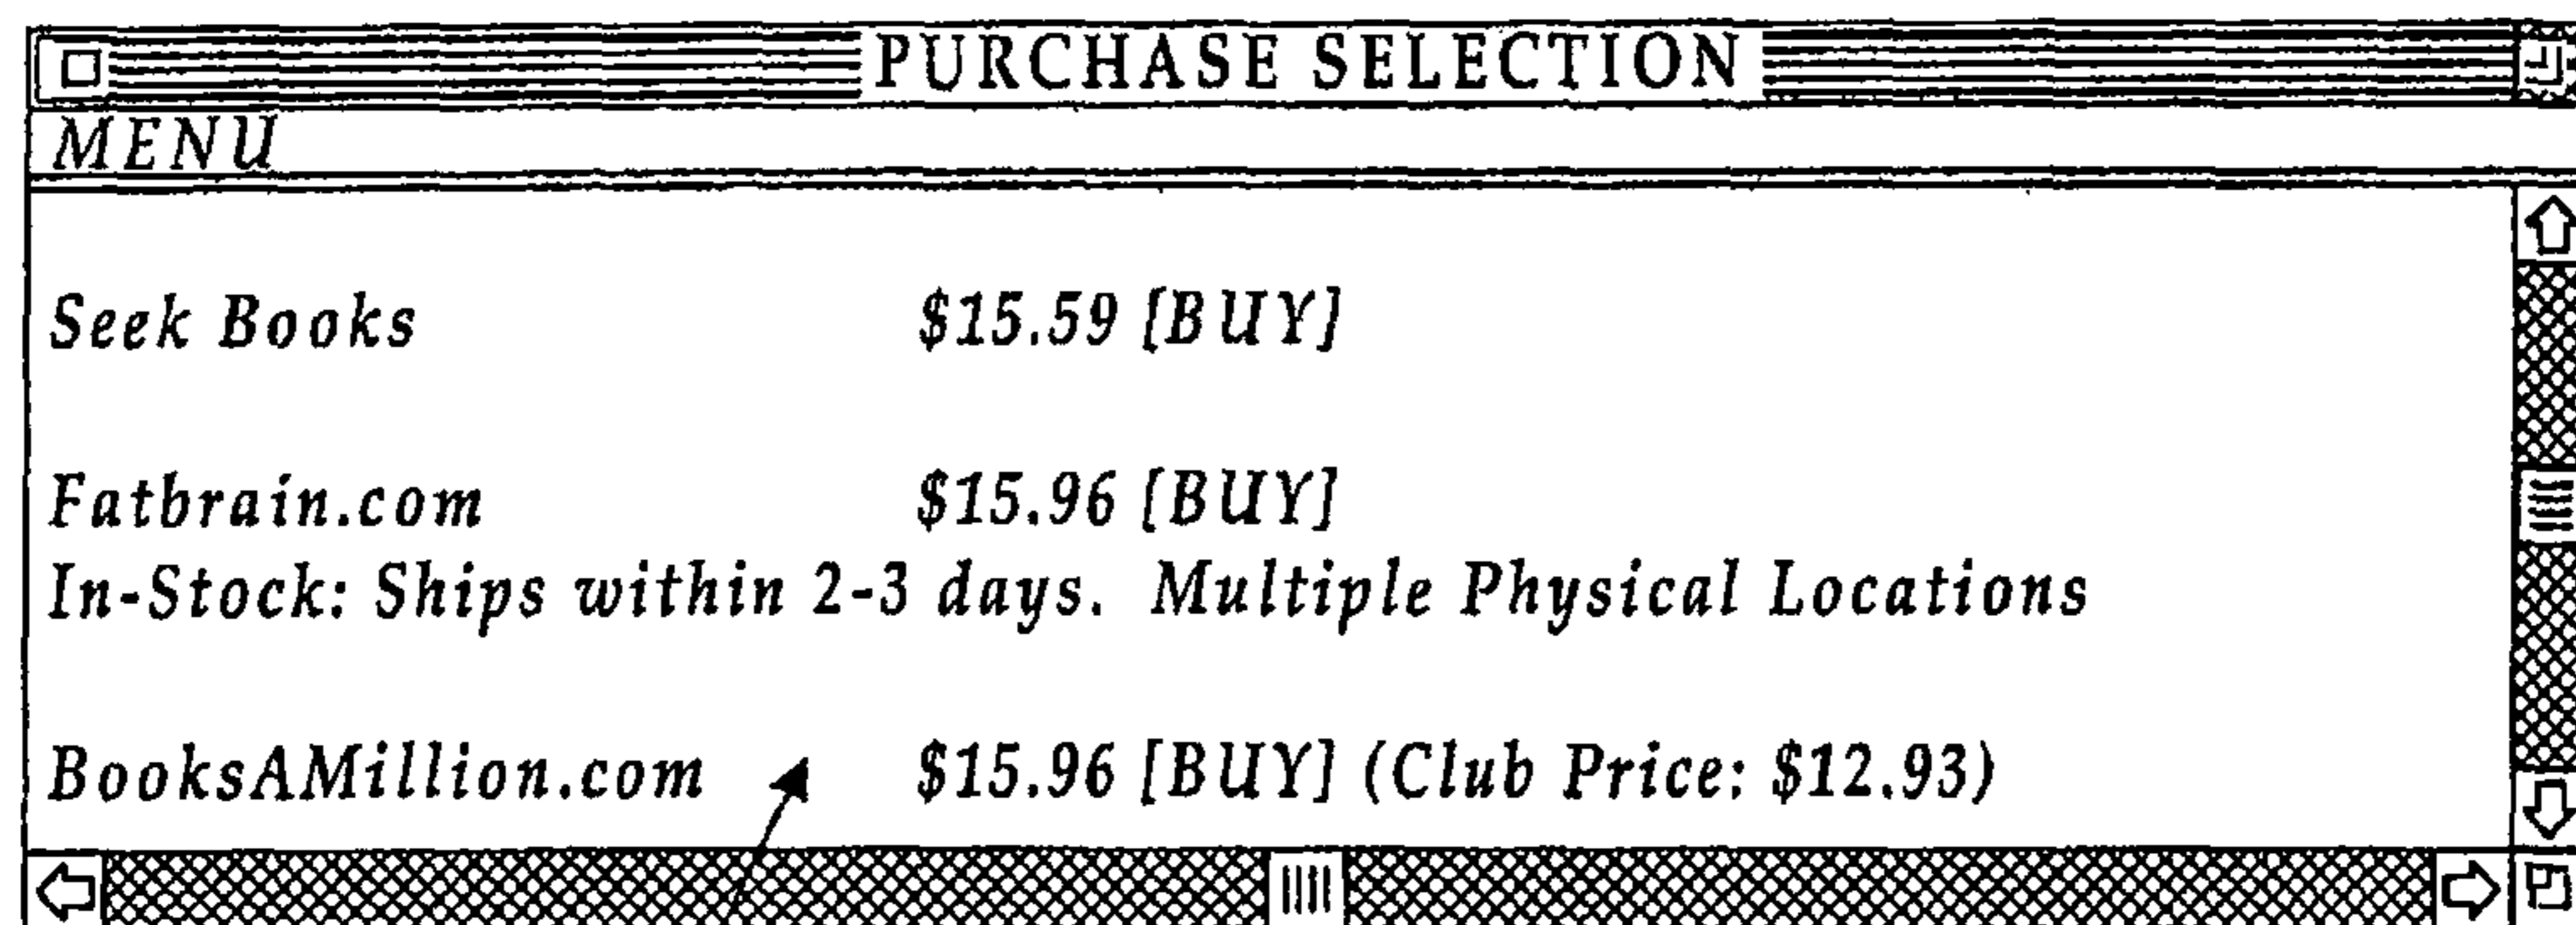 PURCHASE SELECTION
MENU
Seek Books $15.59 [BUY]
Fatbrain.com $15.96 [BUY]
In-Stock: Ships within 2-3 days. Multiple Physical Locations
BooksAMillion.com $15.96 [BUY] (Club Price: $12.93)